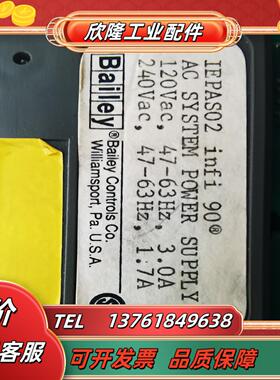 欣隆工业配件
IEPAS02 infi 90®
AC SYSTEM POWER SUPPLY
120Vac, 47-63Hz, 3.0A
240Vac, 47-63Hz, 1.7A
Bailey
®Bailey Controls Co.
Williamsport, Pa. U.S.A.
价
客服
TEL 13761849638
可开发票 品质保障